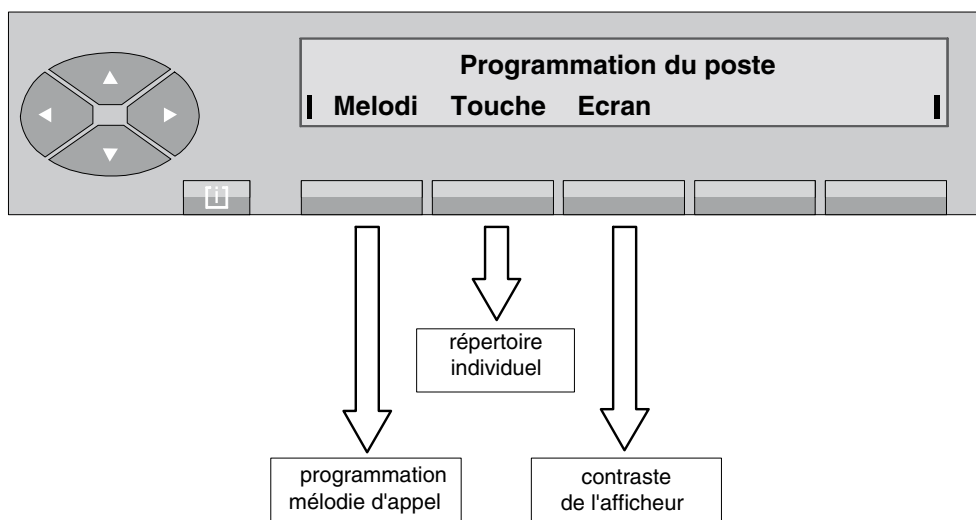 Programmation du poste
Melodi Touche Ecran
[i]
répertoire
individuel
programmation
mélodie d'appel
contraste
de l'afficheur